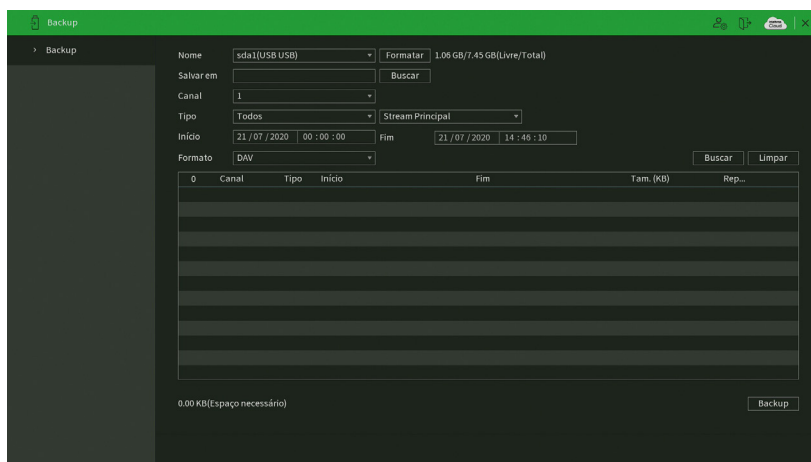 Backup
Backup
Nome sda1(USB USB) Formatar 1.06 GB/7.45 GB(Livre/Total)
Salvar em Buscar
Canal 1
Tipo Todos Stream Principal
Início 21 / 07 / 2020 00 : 00 : 00 Fim 21 / 07 / 2020 14 : 46 : 10
Formato DAV Buscar Limpar
0 Canal Tipo Início Fim Tam. (KB) Rep...
0.00 KB(Espaço necessário) Backup